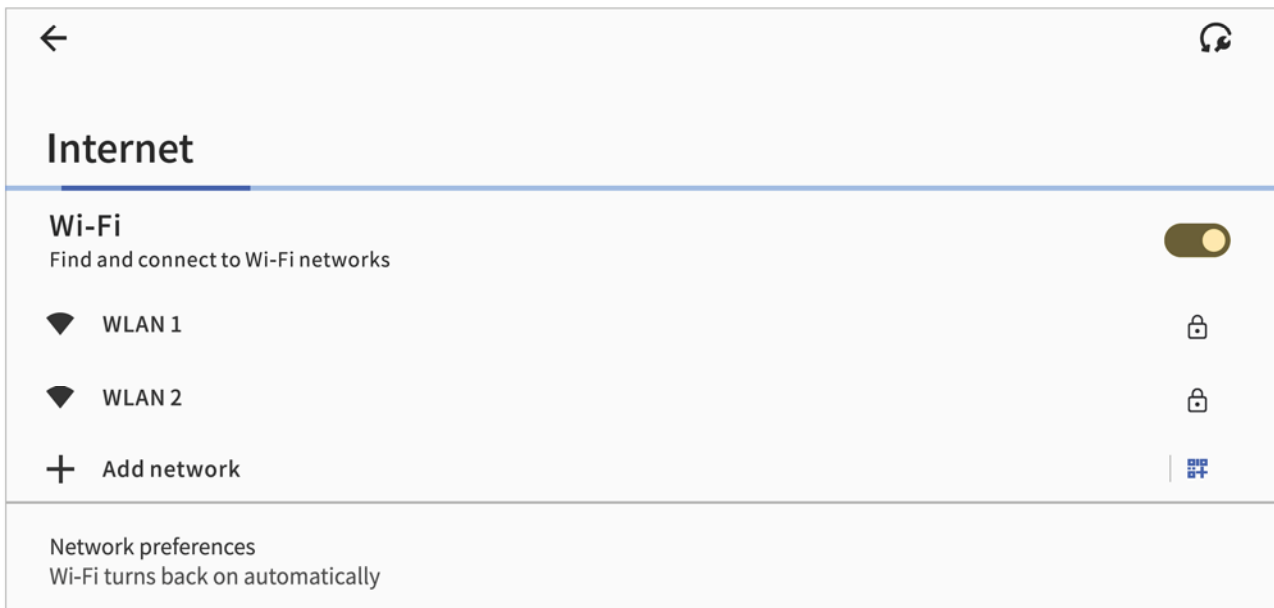 Internet
Wi-Fi
Find and connect to Wi-Fi networks
WLAN 1
WLAN 2
Add network
Network preferences
Wi-Fi turns back on automatically